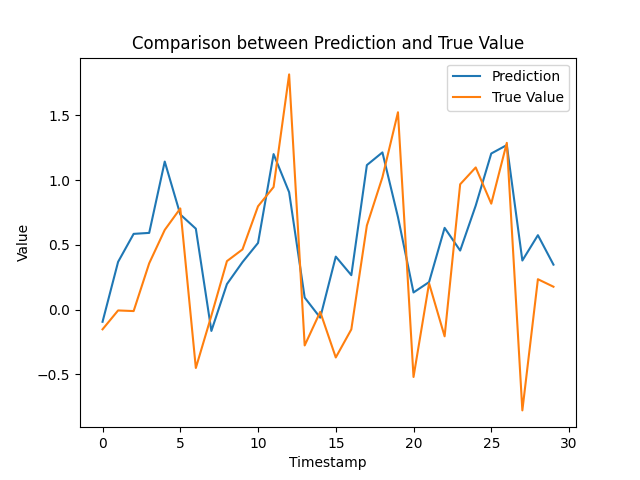 Comparison between Prediction and True Value
Prediction
True Value
1.5
1.0
0.5
0.0
−0.5
Value
0 5 10 15 20 25 30
Timestamp